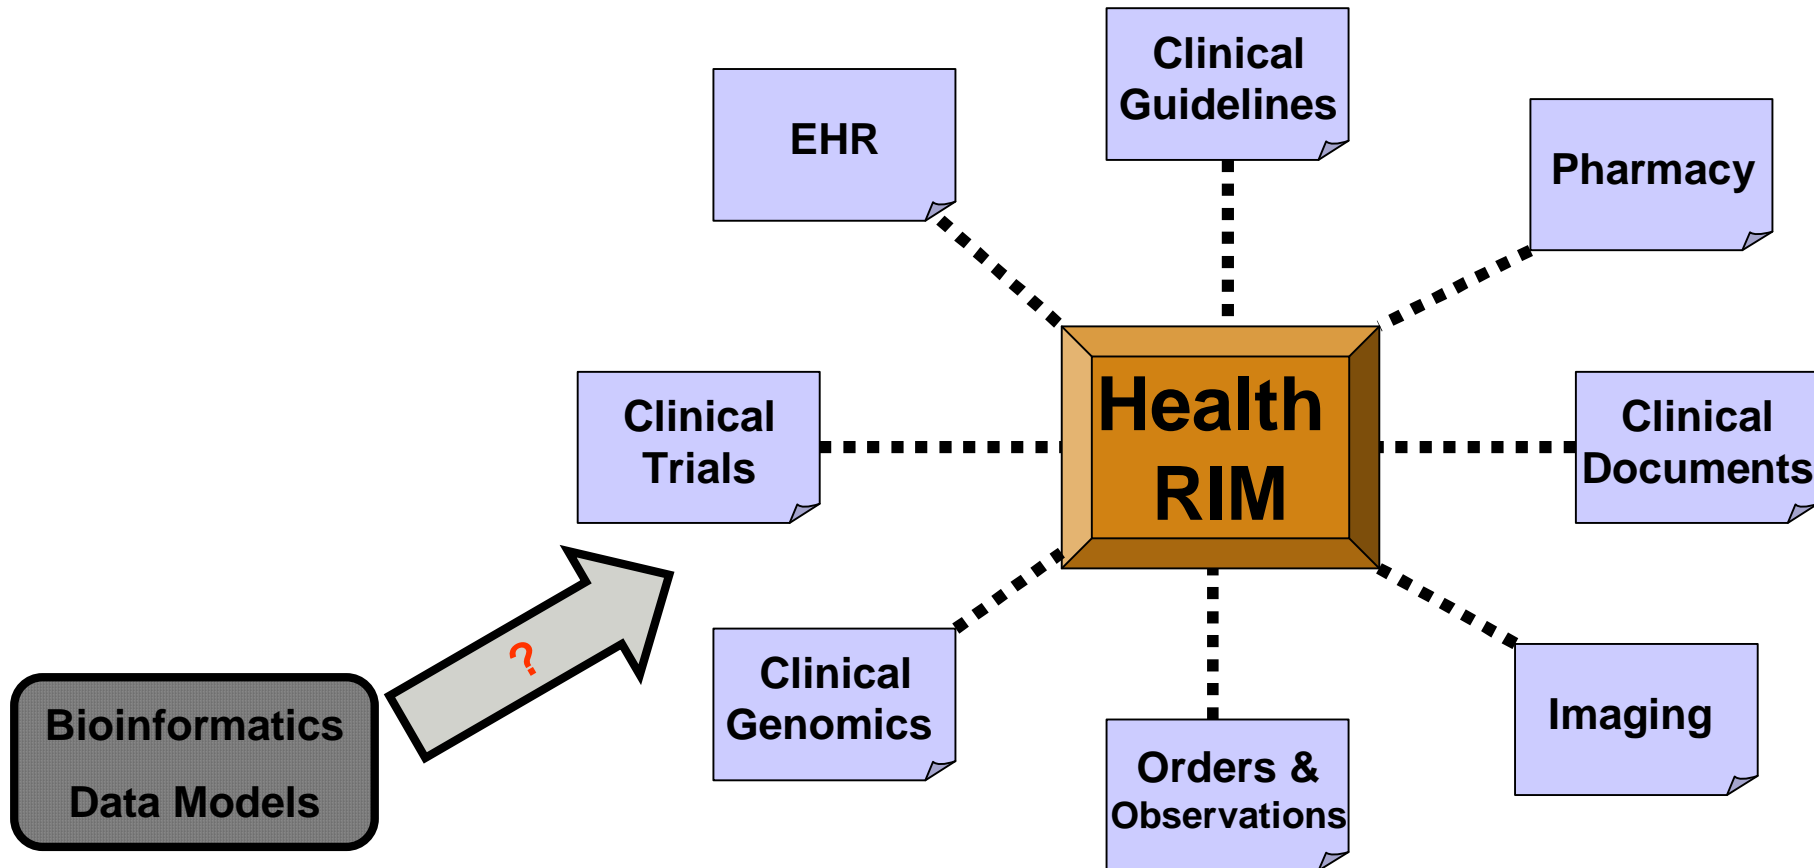 Clinical
Guidelines
EHR
Pharmacy
Health
RIM
Clinical
Trials
Clinical
Documents
?
Clinical
Genomics
Imaging
Bioinformatics
Data Models
Orders &
Observations